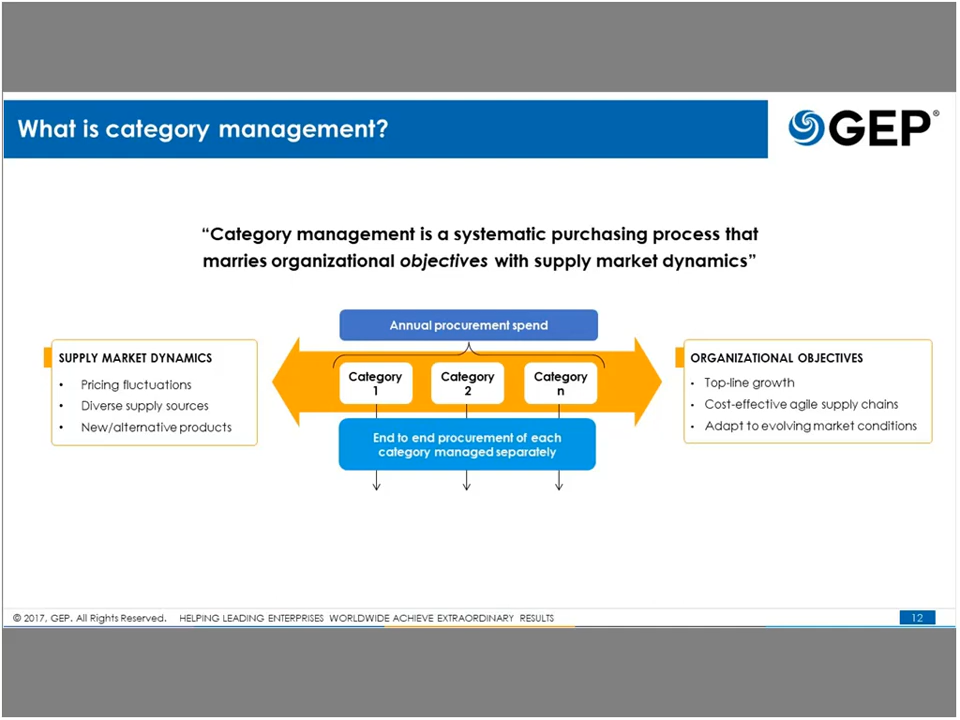 What is category management?
GEP®
“Category management is a systematic purchasing process that
marries organizational objectives with supply market dynamics”
Annual procurement spend
SUPPLY MARKET DYNAMICS
• Pricing fluctuations
• Diverse supply sources
• New/alternative products
Category
1
Category
2
Category
n
End to end procurement of each
category managed separately
ORGANIZATIONAL OBJECTIVES
• Top-line growth
• Cost-effective agile supply chains
• Adapt to evolving market conditions
© 2017, GEP. All Rights Reserved. HELPING LEADING ENTERPRISES WORLDWIDE ACHIEVE EXTRAORDINARY RESULTS
12